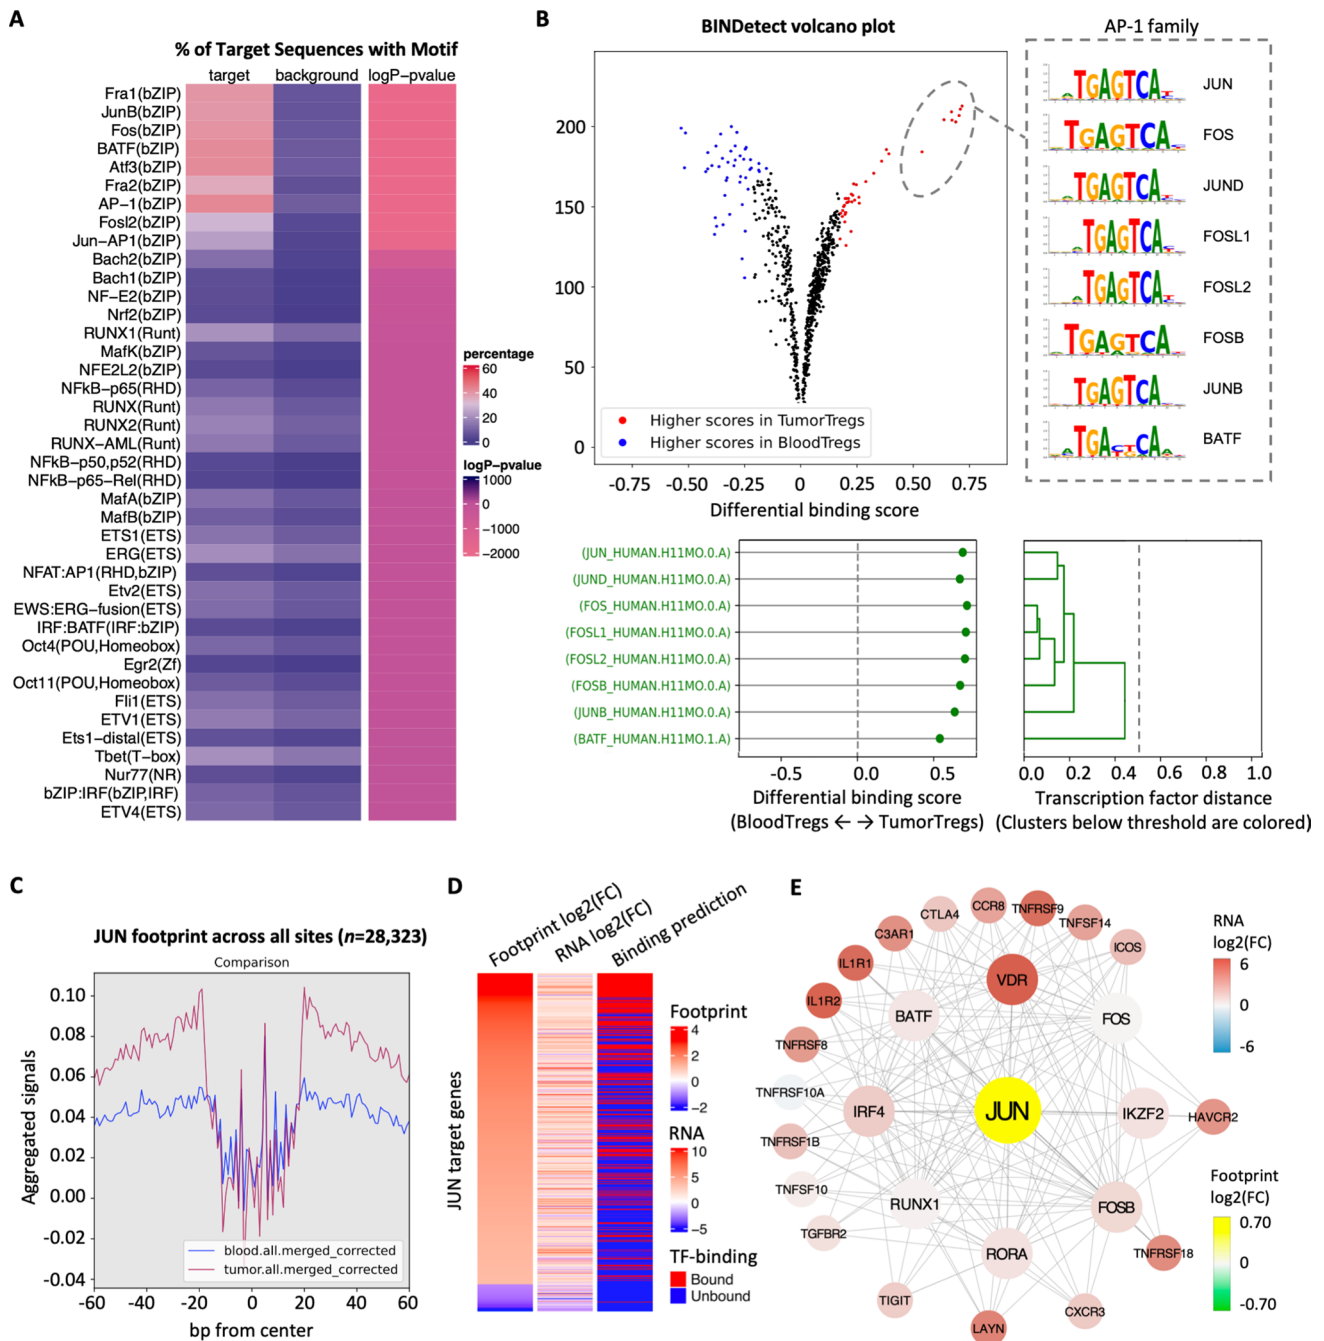 A
% of Target Sequences with Motif
target background logP-pvalue
Fra1(bZIP)
JunB(bZIP)
Fos(bZIP)
BATF(bZIP)
Atf3(bZIP)
Fra2(bZIP)
AP-1(bZIP)
Fosl2(bZIP)
Jun-AP1(bZIP)
Bach2(bZIP)
Bach1(bZIP)
NF-E2(bZIP)
Nrf2(bZIP)
RUNX1(Runt)
MafK(bZIP)
NFE2L2(bZIP)
NFkB-p65(RHD)
RUNX(Runt)
RUNX2(Runt)
RUNX-AML(Runt)
NFkB-p50,p52(RHD)
NFkB-p65-Rel(RHD)
MafA(bZIP)
MafB(bZIP)
ETS1(ETS)
ERG(ETS)
NFAT:AP1(RHD,bZIP)
Etv2(ETS)
EWS:ERG-fusion(ETS)
IRF:BATF(IRF:bZIP)
Oct4(POU,Homeobox)
Egr2(Zf)
Oct11(POU,Homeobox)
Fli1(ETS)
ETV1(ETS)
Ets1-distal(ETS)
Tbet(T-box)
Nur77(NR)
bZIP:IRF(bZIP,IRF)
ETV4(ETS)
percentage
60
40
20
0
logP-pvalue
1000
0
-1000
-2000
B
BINDetect volcano plot
200
150
100
50
0
Higher scores in TumorTregs
Higher scores in BloodTregs
-0.75 -0.50 -0.25 0 0.25 0.50 0.75
Differential binding score
AP-1 family
TGAGTCA JUN
TGAGTCA FOS
TGAGTCA JUND
TGAGTCA FOSL1
TGAGTCA FOSL2
TGAGTCA FOSB
TGAGTCA JUNB
TGA TCA BATF
(JUN_HUMAN.H11MO.0.A)
(JUND_HUMAN.H11MO.0.A)
(FOS_HUMAN.H11MO.0.A)
(FOSL1_HUMAN.H11MO.0.A)
(FOSL2_HUMAN.H11MO.0.A)
(FOSB_HUMAN.H11MO.0.A)
(JUNB_HUMAN.H11MO.0.A)
(BATF_HUMAN.H11MO.1.A)
-0.5 0.0 0.5
Differential binding score
(BloodTregs ← → TumorTregs)
0.0 0.2 0.4 0.6 0.8 1.0
Transcription factor distance
(Clusters below threshold are colored)
C
JUN footprint across all sites (n=28,323)
Comparison
Aggregated signals
0.10
0.08
0.06
0.04
0.02
0.00
-0.02
-0.04
blood.all.merged_corrected
tumor.all.merged_corrected
-60 -40 -20 0 20 40 60
bp from center
D
Footprint log2(FC)
RNA log2(FC)
Binding prediction
JUN target genes
Footprint
4
2
0
-2
RNA
10
5
0
-5
TF-binding
Bound
Unbound
E
CTLA4
CCR8
TNFRSF9
TNFSF14
ICOS
C3AR1
IL1R1
IL1R2
TNFRSF8
TNFRSF10A
TNFRSF1B
TNFSF10
TGFBR2
TIGIT
LAYN
CXCR3
TNFRSF18
HAVCR2
VDR
BATF
FOS
IRF4
JUN
IKZF2
RUNX1
FOSB
RORA
RNA
log2(FC)
6
0
-6
Footprint
log2(FC)
0.70
0
-0.70